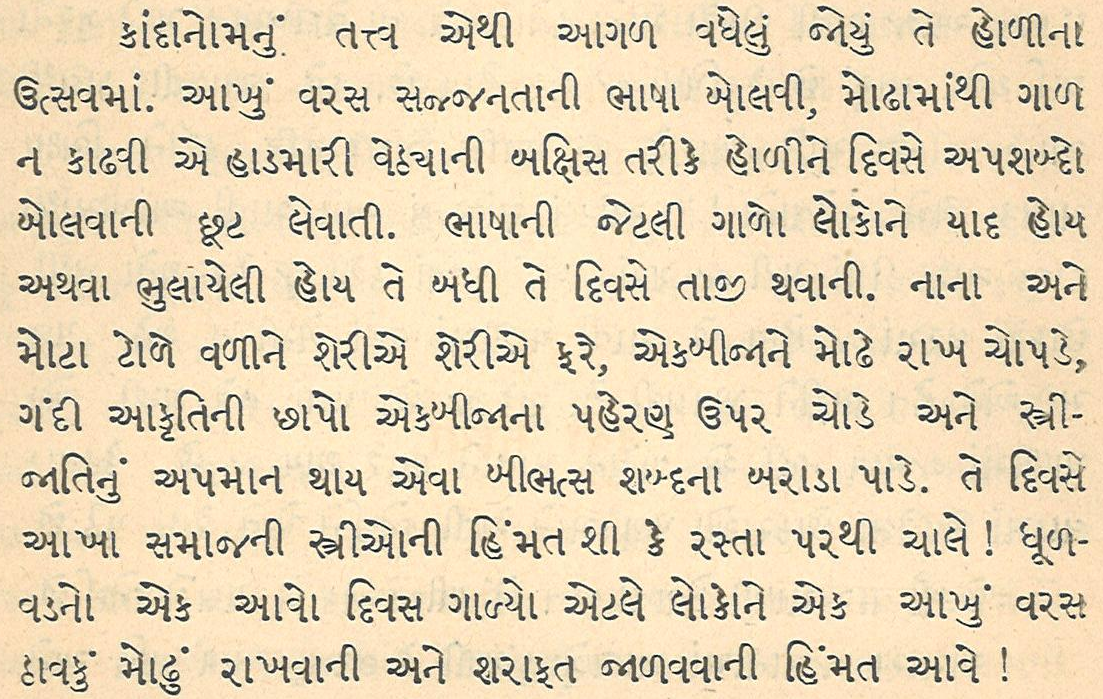 કાંદાનોમનું તત્ત્વ એથી આગળ વધેલું જોયું તે હોળીના
ઉત્સવમાં. આખું વરસ સજ્જનતાની ભાષા બોલવી, મોઢામાંથી ગાળ
ન કાઢવી એ હાડમારી વેઠ્યાની બક્ષિસ તરીકે હોળીને દિવસે અપશબ્દો
બોલવાની છૂટ લેવાતી. ભાષાની જેટલી ગાળો લોકોને યાદ હોય
અથવા ભુલાયેલી હોય તે બધી તે દિવસે તાજી થવાની. નાના અને
મોટા ટોળે વળીને શેરીએ શેરીએ ફરે, એકબીજાને મોઢે રાખ ચોપડે,
ગંદી આકૃતિની છાપો એકબીજાના પહેરણ ઉપર ચોડે અને સ્ત્રી-
જાતિનું અપમાન થાય એવા બીભત્સ શબ્દના બરાડા પાડે. તે દિવસે
આખા સમાજની સ્ત્રીઓની હિંમત શી કે રસ્તા પરથી ચાલે! ધૂળ-
વડનો એક આવો દિવસ ગાળ્યો એટલે લોકોને એક આખું વરસ
ઠાવકું મોઢું રાખવાની અને શરાફત જાળવવાની હિંમત આવે!